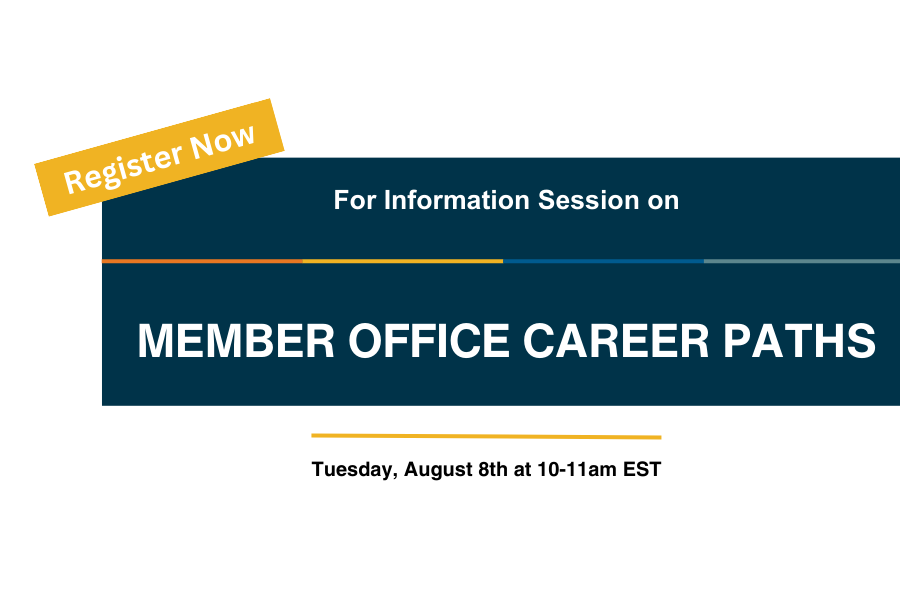 Register Now
For Information Session on
MEMBER OFFICE CAREER PATHS
Tuesday, August 8th at 10-11am EST